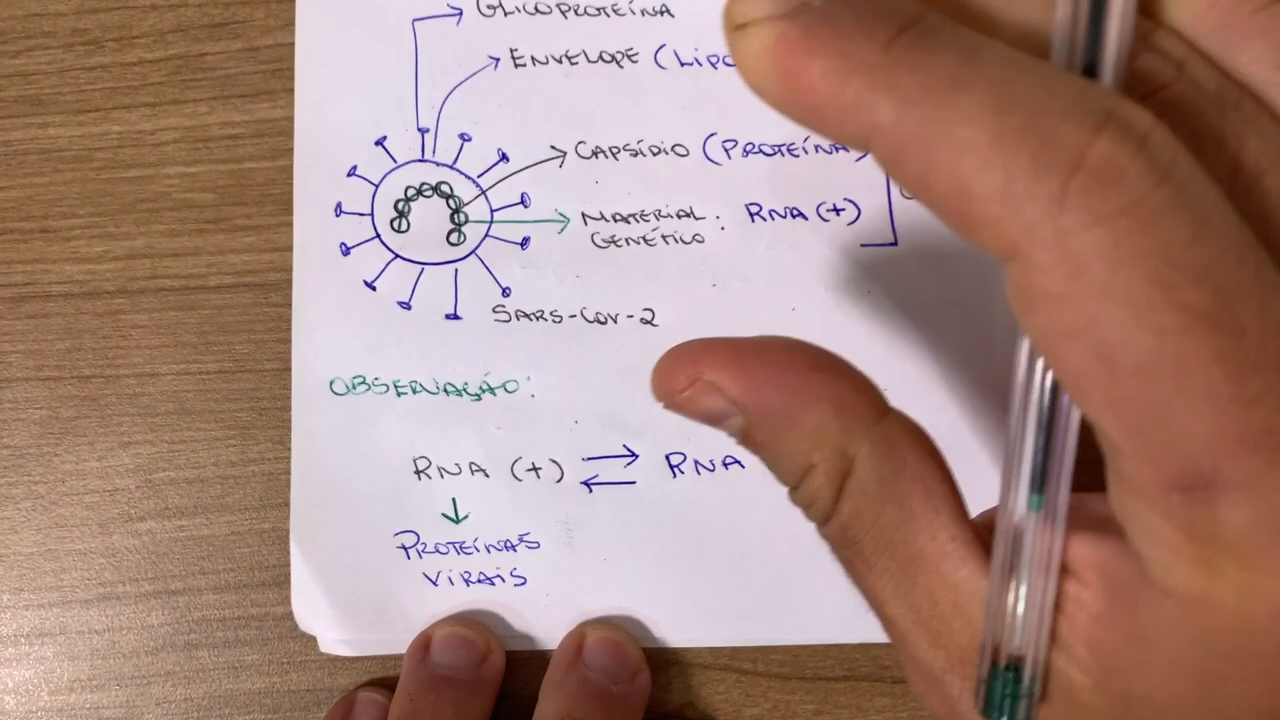 GLICOPROTEÍNA
ENVELOPE (LIPO
CAPSÍDIO (PROTEÍNA)
MATERIAL GENÉTICO: RNA (+)
SARS-COV-2
OBSERVAÇÃO:
RNA (+) RNA
PROTEÍNAS
VIRAIS